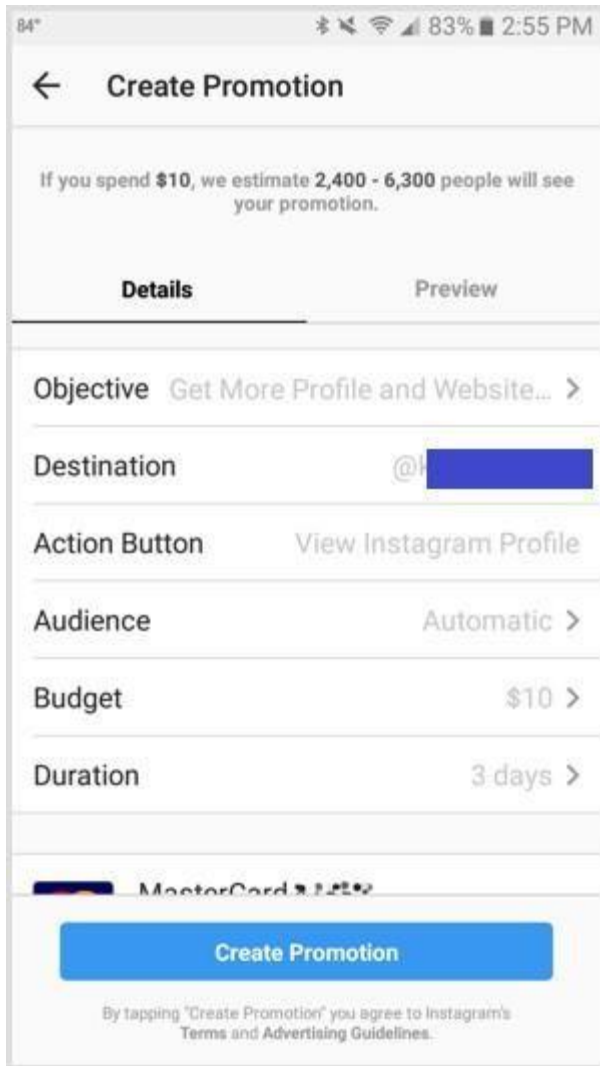 84°
83% 2:55 PM
Create Promotion
If you spend $10, we estimate 2,400 - 6,300 people will see
your promotion.
Details Preview
Objective Get More Profile and Website...
Destination @k
Action Button View Instagram Profile
Audience Automatic
Budget $10
Duration 3 days
MasterCard
Create Promotion
By tapping "Create Promotion" you agree to Instagram's
Terms and Advertising Guidelines.